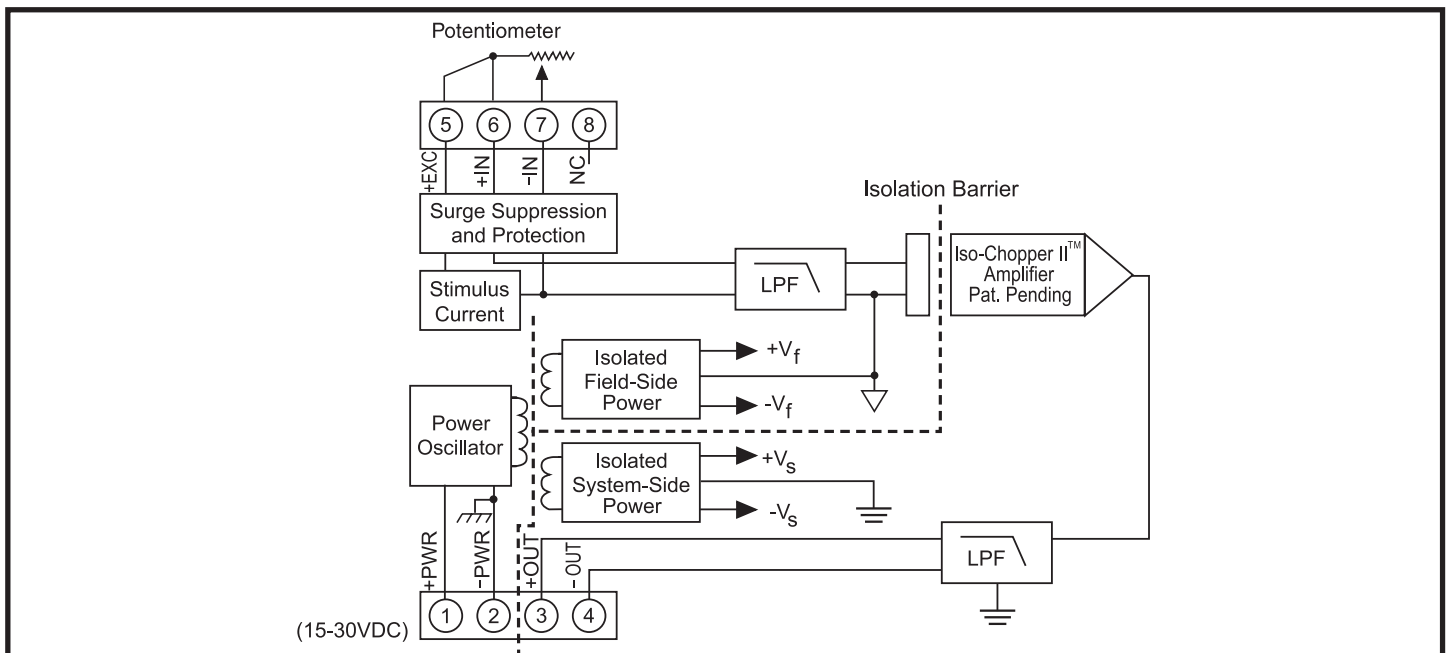 Potentiometer
5 6 7 8
+EXC
+IN
-IN
NC
Isolation Barrier
Surge Suppression
and Protection
Iso-Chopper II™
Amplifier
Pat. Pending
LPF
Stimulus
Current
Isolated
Field-Side
Power
+Vf
-Vf
Power
Oscillator
Isolated
System-Side
Power
+Vs
-Vs
+PWR
-PWR
+OUT
-OUT
LPF
1 2 3 4
(15-30VDC)